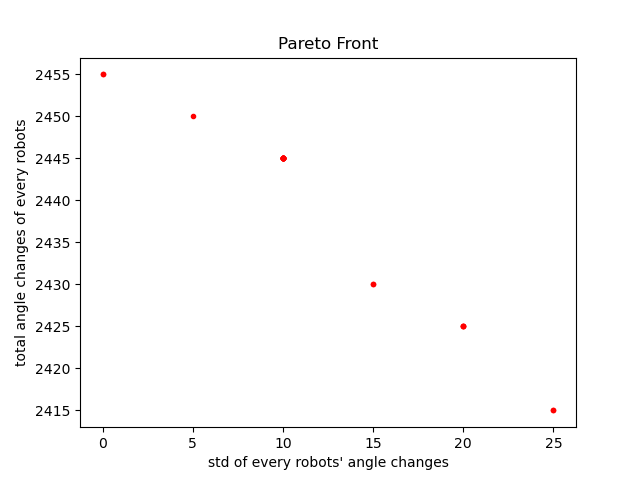 Pareto Front
total angle changes of every robots
2455
2450
2445
2440
2435
2430
2425
2420
2415
0 5 10 15 20 25
std of every robots' angle changes